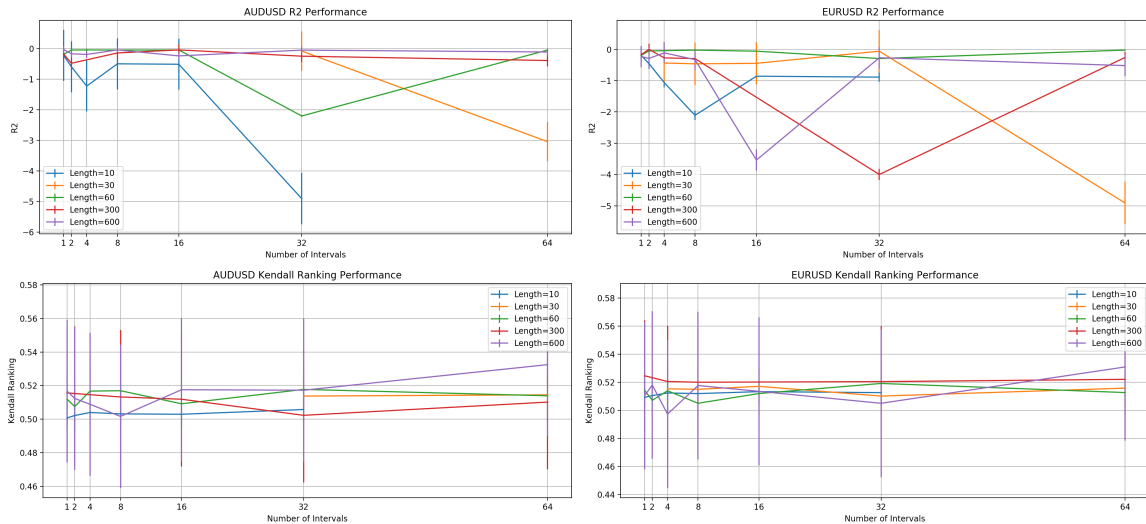 AUDUSD R2 Performance
R2
0
−1
−2
−3
−4
−5
−6
Length=10
Length=30
Length=60
Length=300
Length=600
1 2 4 8 16 32 64
Number of Intervals
EURUSD R2 Performance
R2
0
−1
−2
−3
−4
−5
Length=10
Length=30
Length=60
Length=300
Length=600
1 2 4 8 16 32 64
Number of Intervals
AUDUSD Kendall Ranking Performance
Kendall Ranking
0.58
0.56
0.54
0.52
0.50
0.48
0.46
Length=10
Length=30
Length=60
Length=300
Length=600
1 2 4 8 16 32 64
Number of Intervals
EURUSD Kendall Ranking Performance
Kendall Ranking
0.58
0.56
0.54
0.52
0.50
0.48
0.46
0.44
Length=10
Length=30
Length=60
Length=300
Length=600
1 2 4 8 16 32 64
Number of Intervals